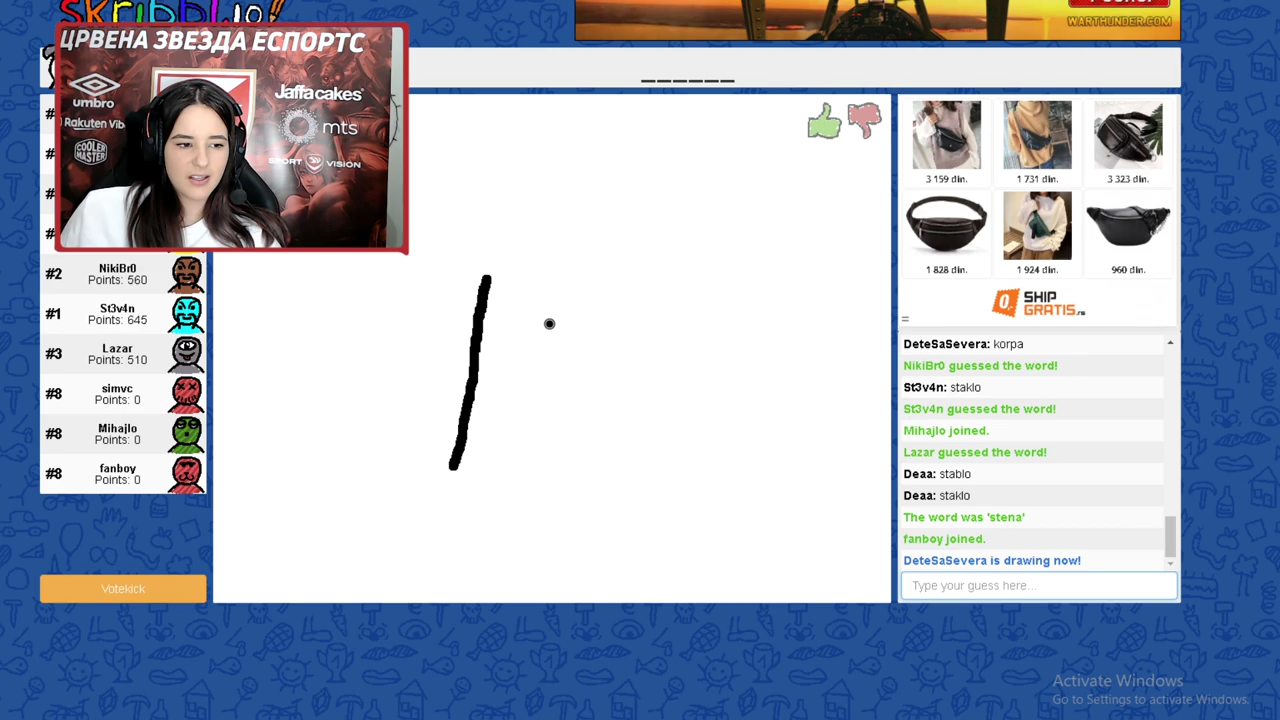 skribbl.io!
WARTHUNDER.COM
ЦРВЕНА ЗВЕЗДА ЕСПОРТС
umbro
Jaffa cakes
Rakuten Vib
mts
COOLER MASTER
SPORT VISION
______
#
#
#
#
#2 NikiBr0
Points: 560
#1 St3v4n
Points: 645
#3 Lazar
Points: 510
#8 simvc
Points: 0
#8 Mihajlo
Points: 0
#8 fanboy
Points: 0
Votekick
3 159 din.
1 731 din.
3 323 din.
1 828 din.
1 924 din.
960 din.
SHIP GRATIS.rs
DeteSaSevera: korpa
NikiBr0 guessed the word!
St3v4n: staklo
St3v4n guessed the word!
Mihajlo joined.
Lazar guessed the word!
Deaa: stablo
Deaa: staklo
The word was 'stena'
fanboy joined.
DeteSaSevera is drawing now!
Type your guess here...
Activate Windows
Go to Settings to activate Windows.